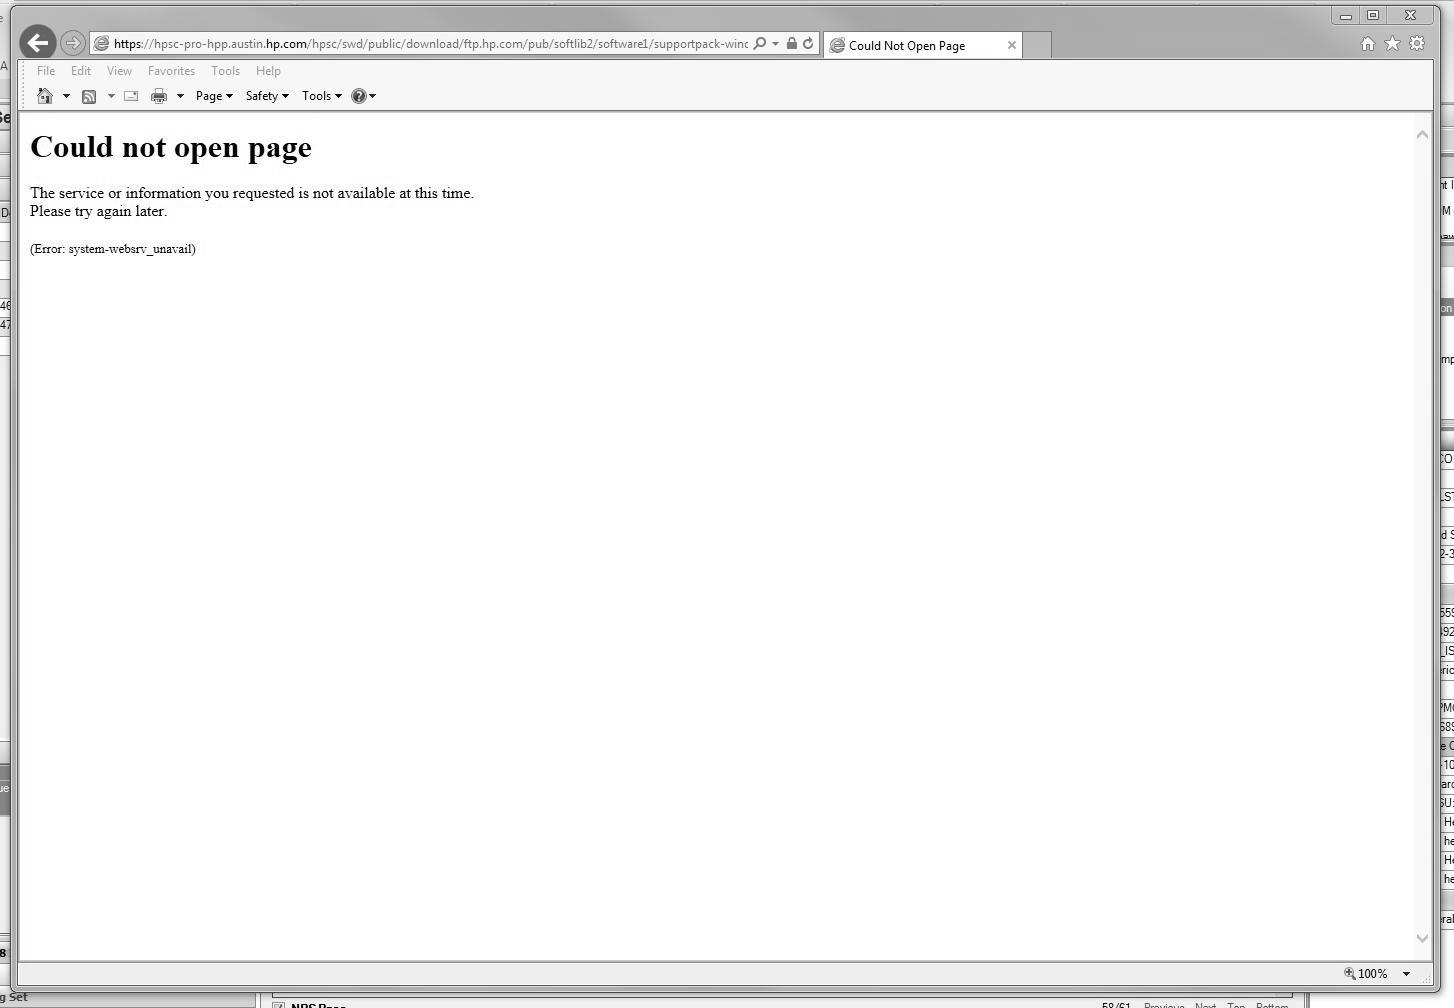 https://hpsc-pro-hpp.austin.hp.com/hpsc/swd/public/download/ftp.hp.com/pub/softlib2/software1/supportpack-winc
Could Not Open Page
File Edit View Favorites Tools Help
Page Safety Tools
Could not open page
The service or information you requested is not available at this time.
Please try again later.
(Error: system-websrv_unavail)
100%
g Set
58/61 Previous Next Top Bottom